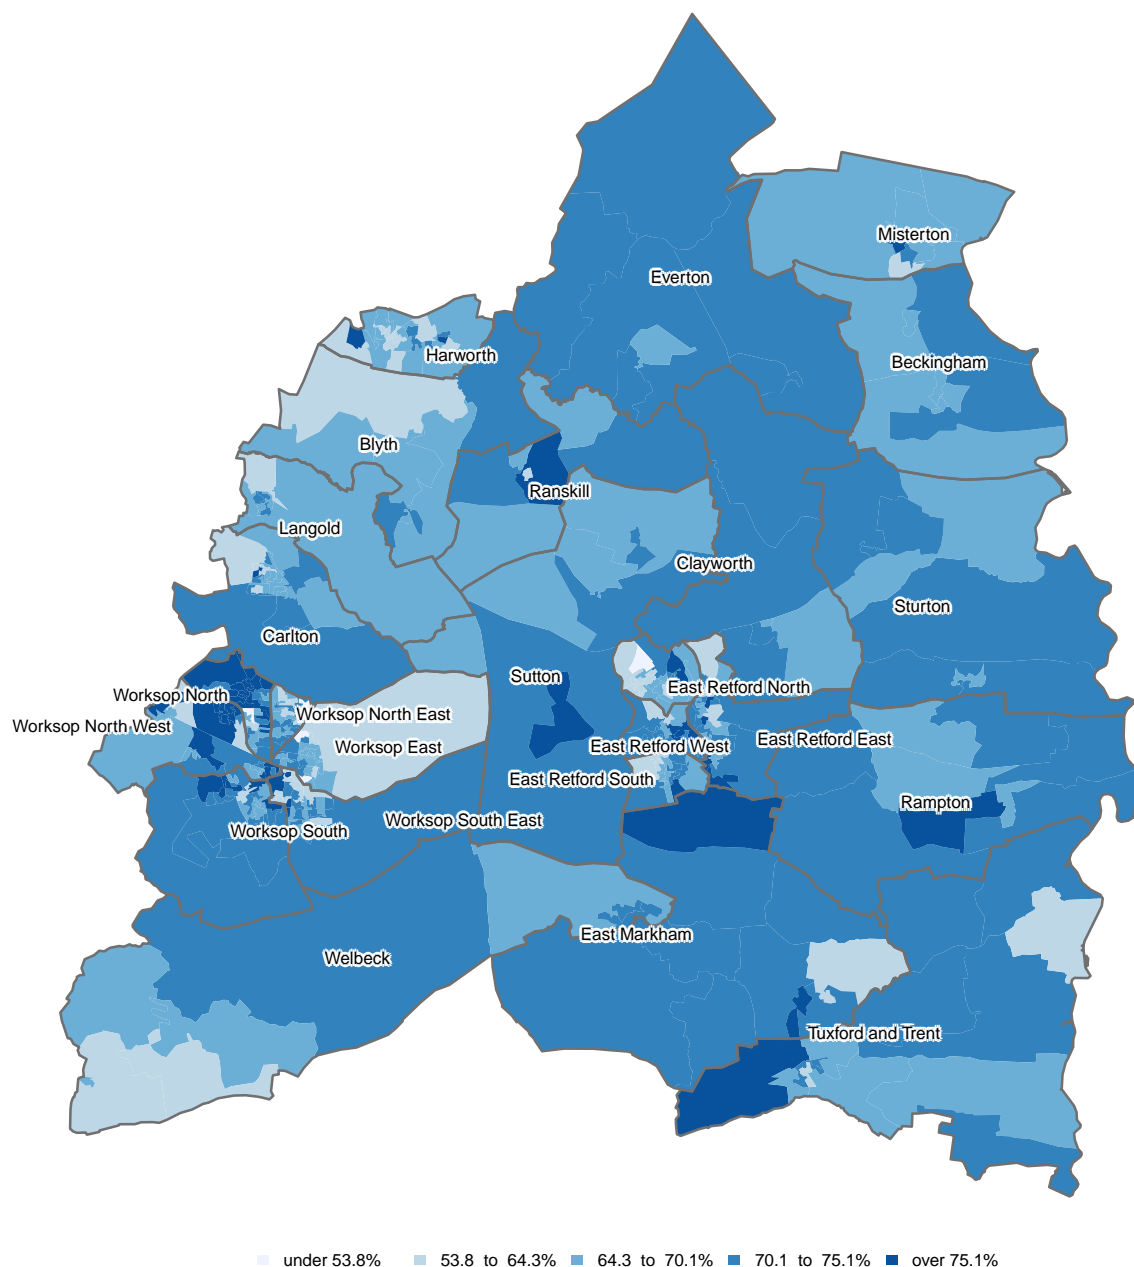 Misterton
Everton
Harworth
Beckingham
Blyth
Ranskill
Langold
Clayworth
Sturton
Carlton
Sutton
East Retford North
Worksop North
Worksop North East
Worksop North West
East Retford East
Worksop East
East Retford West
East Retford South
Rampton
Worksop South East
Worksop South
East Markham
Welbeck
Tuxford and Trent
under 53.8% 53.8 to 64.3% 64.3 to 70.1% 70.1 to 75.1% over 75.1%